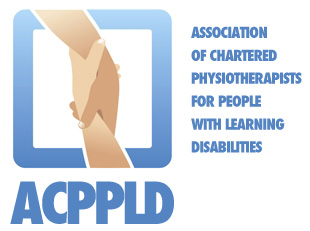 ASSOCIATION
OF CHARTERED
PHYSIOTHERAPISTS
FOR PEOPLE
WITH LEARNING
DISABILITIES
ACPPLD